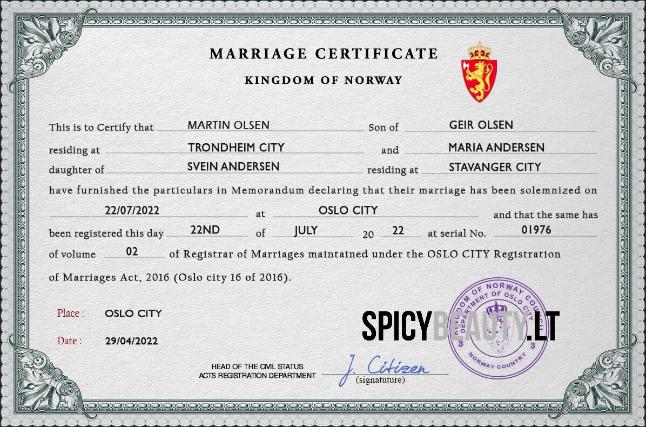 MARRIAGE CERTIFICATE
KINGDOM OF NORWAY
This is to Certify that MARTIN OLSEN Son of GEIR OLSEN
residing at TRONDHEIM CITY and MARIA ANDERSEN
daughter of SVEIN ANDERSEN residing at STAVANGER CITY
have furnished the particulars in Memorandum declaring that their marriage has been solemnized on
22/07/2022 at OSLO CITY and that the same has
been registered this day 22ND of JULY 20 22 at serial No. 01976
of volume 02 of Registrar of Marriages maintained under the OSLO CITY Registration
of Marriages Act, 2016 (Oslo city 16 of 2016).
Place : OSLO CITY
SPICYBEAUTY.LT
Date : 29/04/2022
KINGDOM OF NORWAY
DEPARTMENT OF OSLO CITY
NORWAY COUNTRY
HEAD OF THE CIVIL STATUS
ACTS REGISTRATION DEPARTMENT J. Citizen
(signatuture)